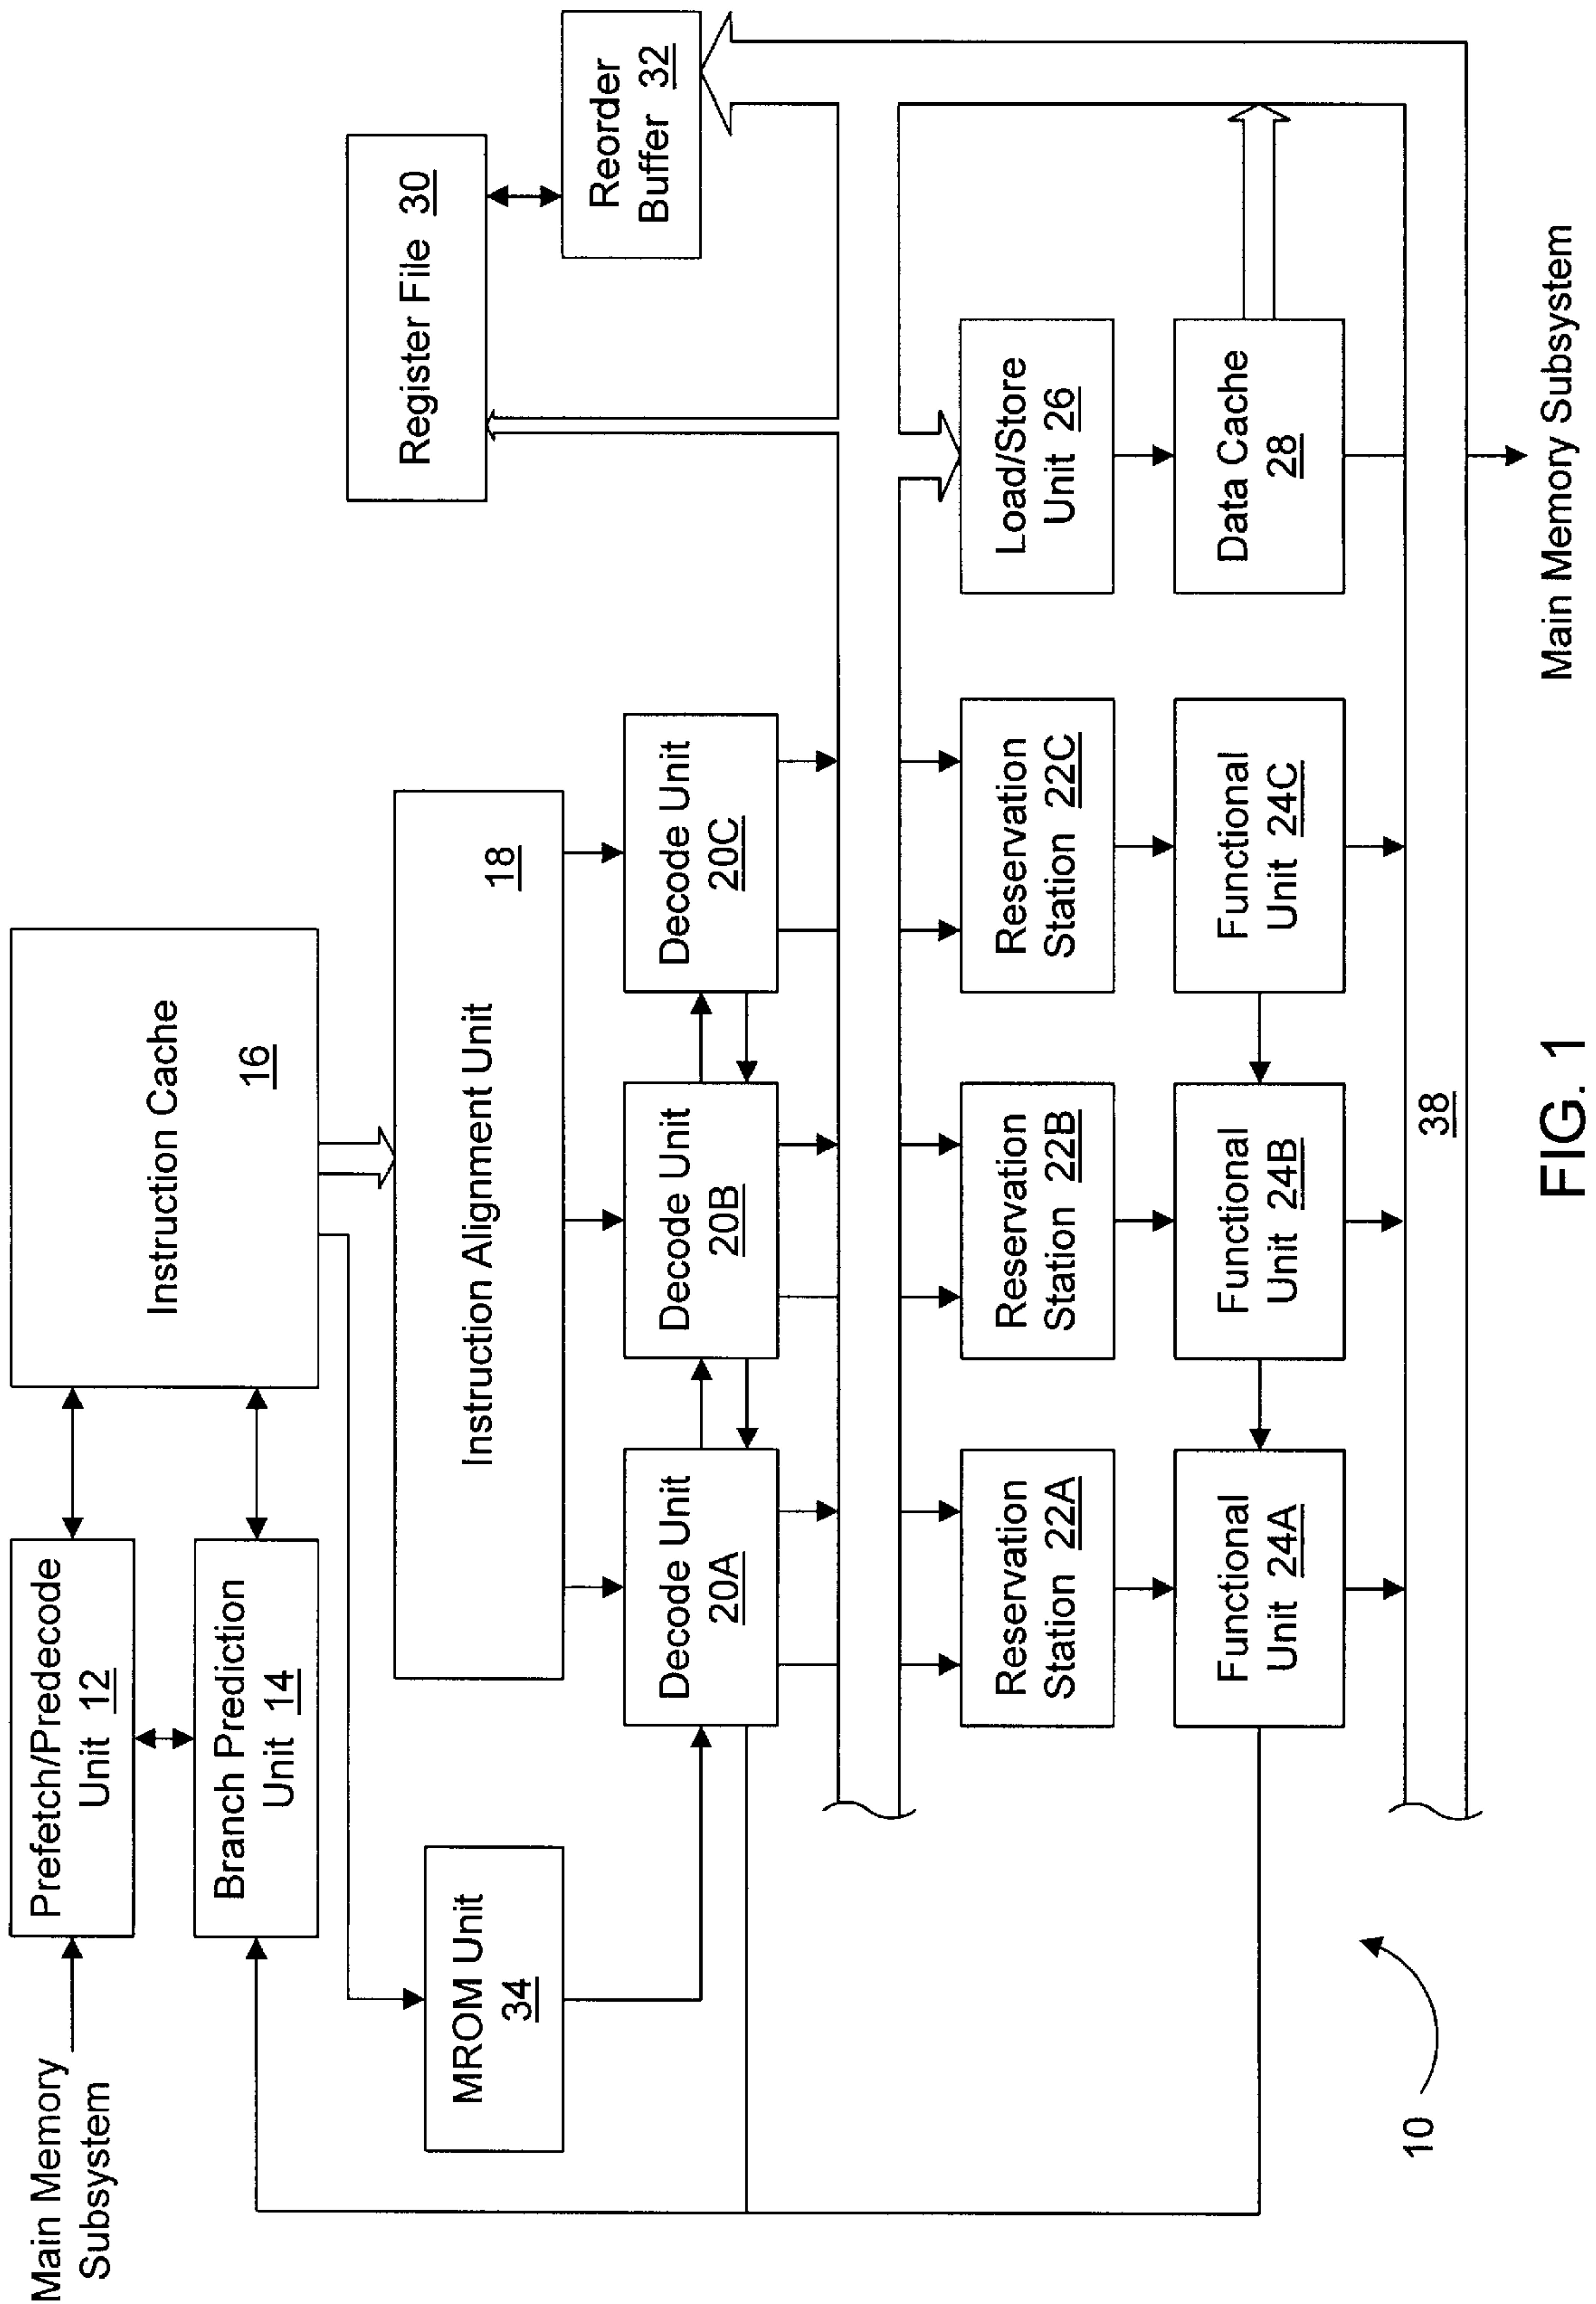 Main Memory
Subsystem
Prefetch/Predecode
Unit 12
Branch Prediction
Unit 14
Instruction Cache
16
Register File 30
Reorder
Buffer 32
MROM Unit
34
Instruction Alignment Unit
18
Decode Unit
20A
Decode Unit
20B
Decode Unit
20C
Reservation
Station 22A
Reservation
Station 22B
Reservation
Station 22C
Load/Store
Unit 26
Functional
Unit 24A
Functional
Unit 24B
Functional
Unit 24C
Data Cache
28
38
10
Main Memory Subsystem
FIG. 1